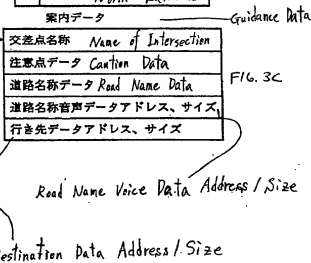 案内データ Guidance Data
交差点名称 Name of Intersection
注意点データ Caution Data
道路名称データ Road Name Data
FIG. 3C
道路名称音声データアドレス、サイズ
行き先データアドレス、サイズ
Road Name Voice Data Address / Size
estination Data Address / Size